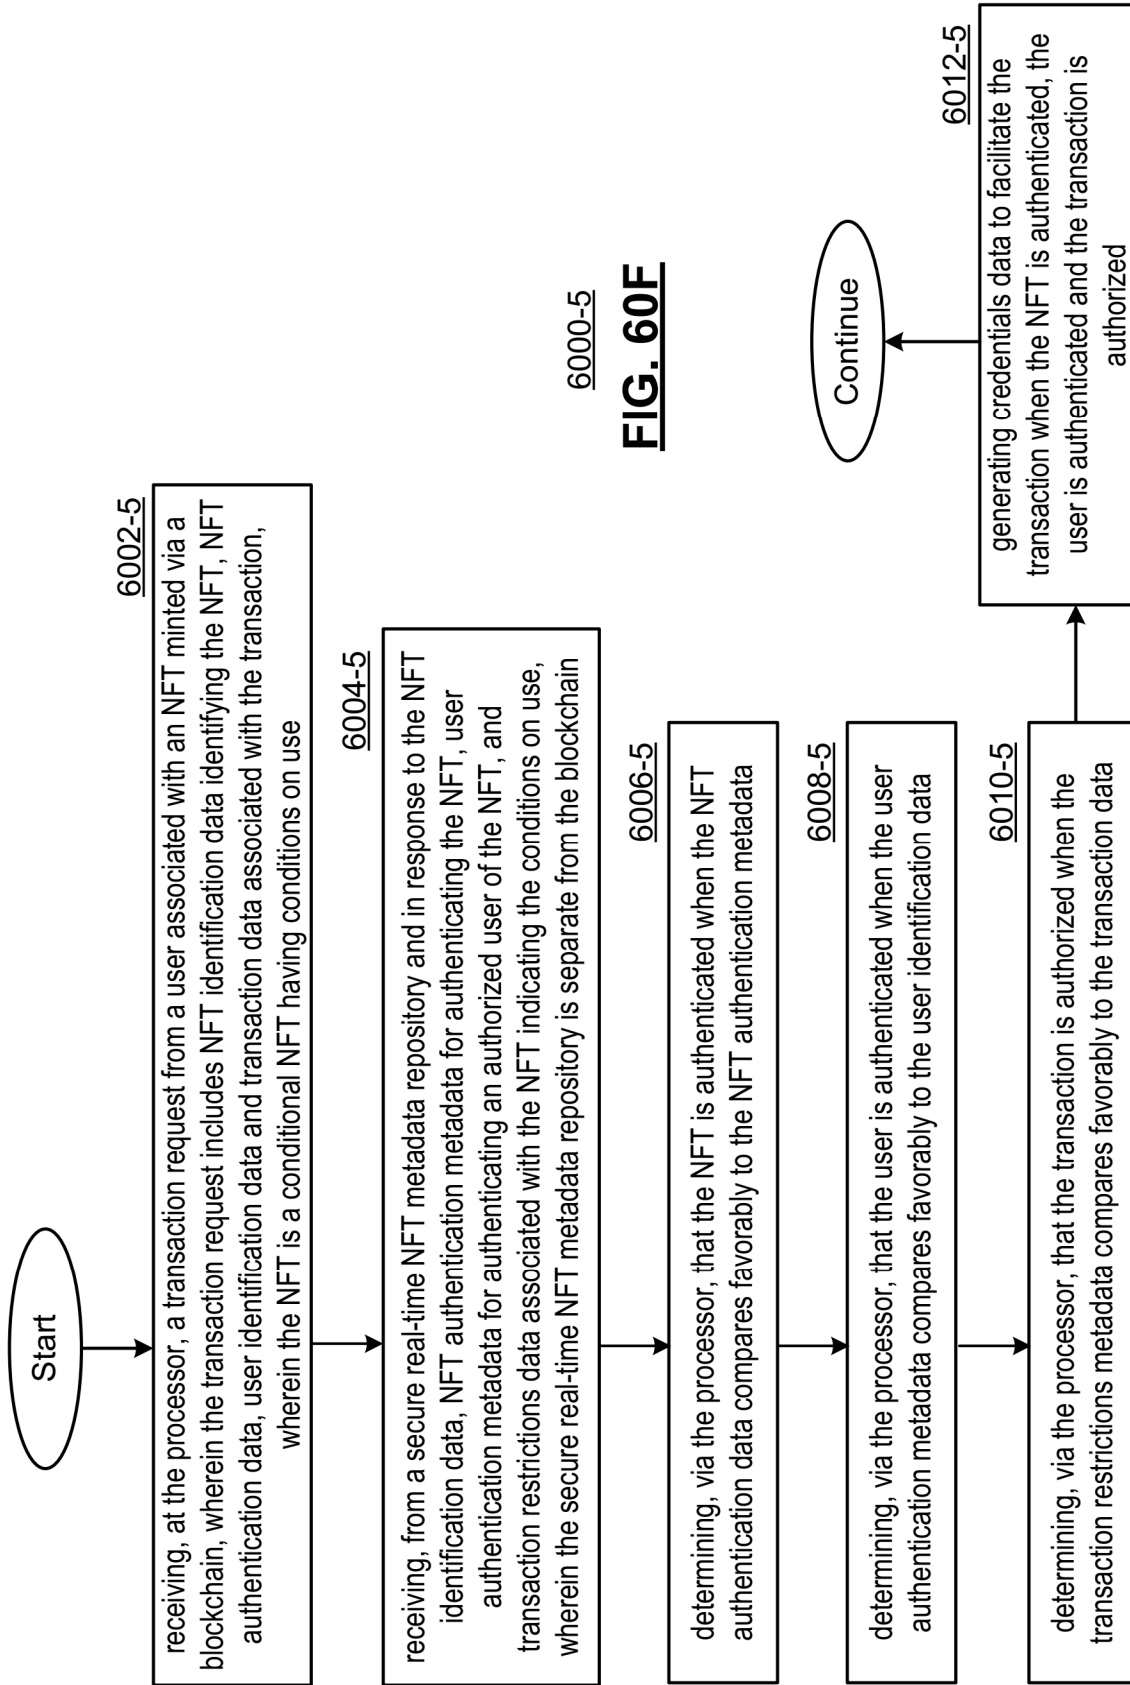 Start
6002-5
receiving, at the processor, a transaction request from a user associated with an NFT minted via a
blockchain, wherein the transaction request includes NFT identification data identifying the NFT, NFT
authentication data, user identification data and transaction data associated with the transaction,
wherein the NFT is a conditional NFT having conditions on use
6004-5
receiving, from a secure real-time NFT metadata repository and in response to the NFT
identification data, NFT authentication metadata for authenticating the NFT, user
authentication metadata for authenticating an authorized user of the NFT, and
transaction restrictions data associated with the NFT indicating the conditions on use,
wherein the secure real-time NFT metadata repository is separate from the blockchain
6006-5
determining, via the processor, that the NFT is authenticated when the NFT
authentication data compares favorably to the NFT authentication metadata
6008-5
determining, via the processor, that the user is authenticated when the user
authentication metadata compares favorably to the user identification data
6010-5
determining, via the processor, that the transaction is authorized when the
transaction restrictions metadata compares favorably to the transaction data
6012-5
generating credentials data to facilitate the
transaction when the NFT is authenticated, the
user is authenticated and the transaction is
authorized
Continue
6000-5
FIG. 60F